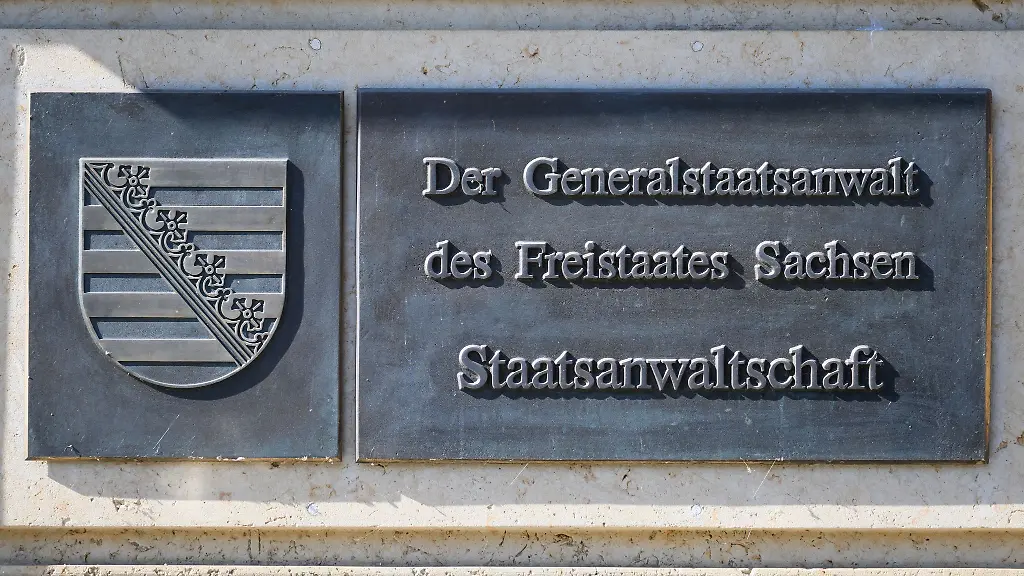 Der Generalstaatsanwalt
des Freistaates Sachsen
Staatsanwaltschaft